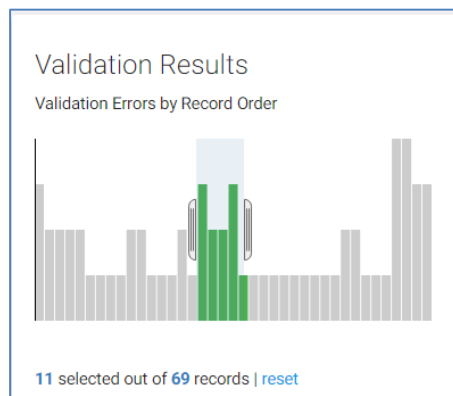 Validation Results
Validation Errors by Record Order
11 selected out of 69 records | reset